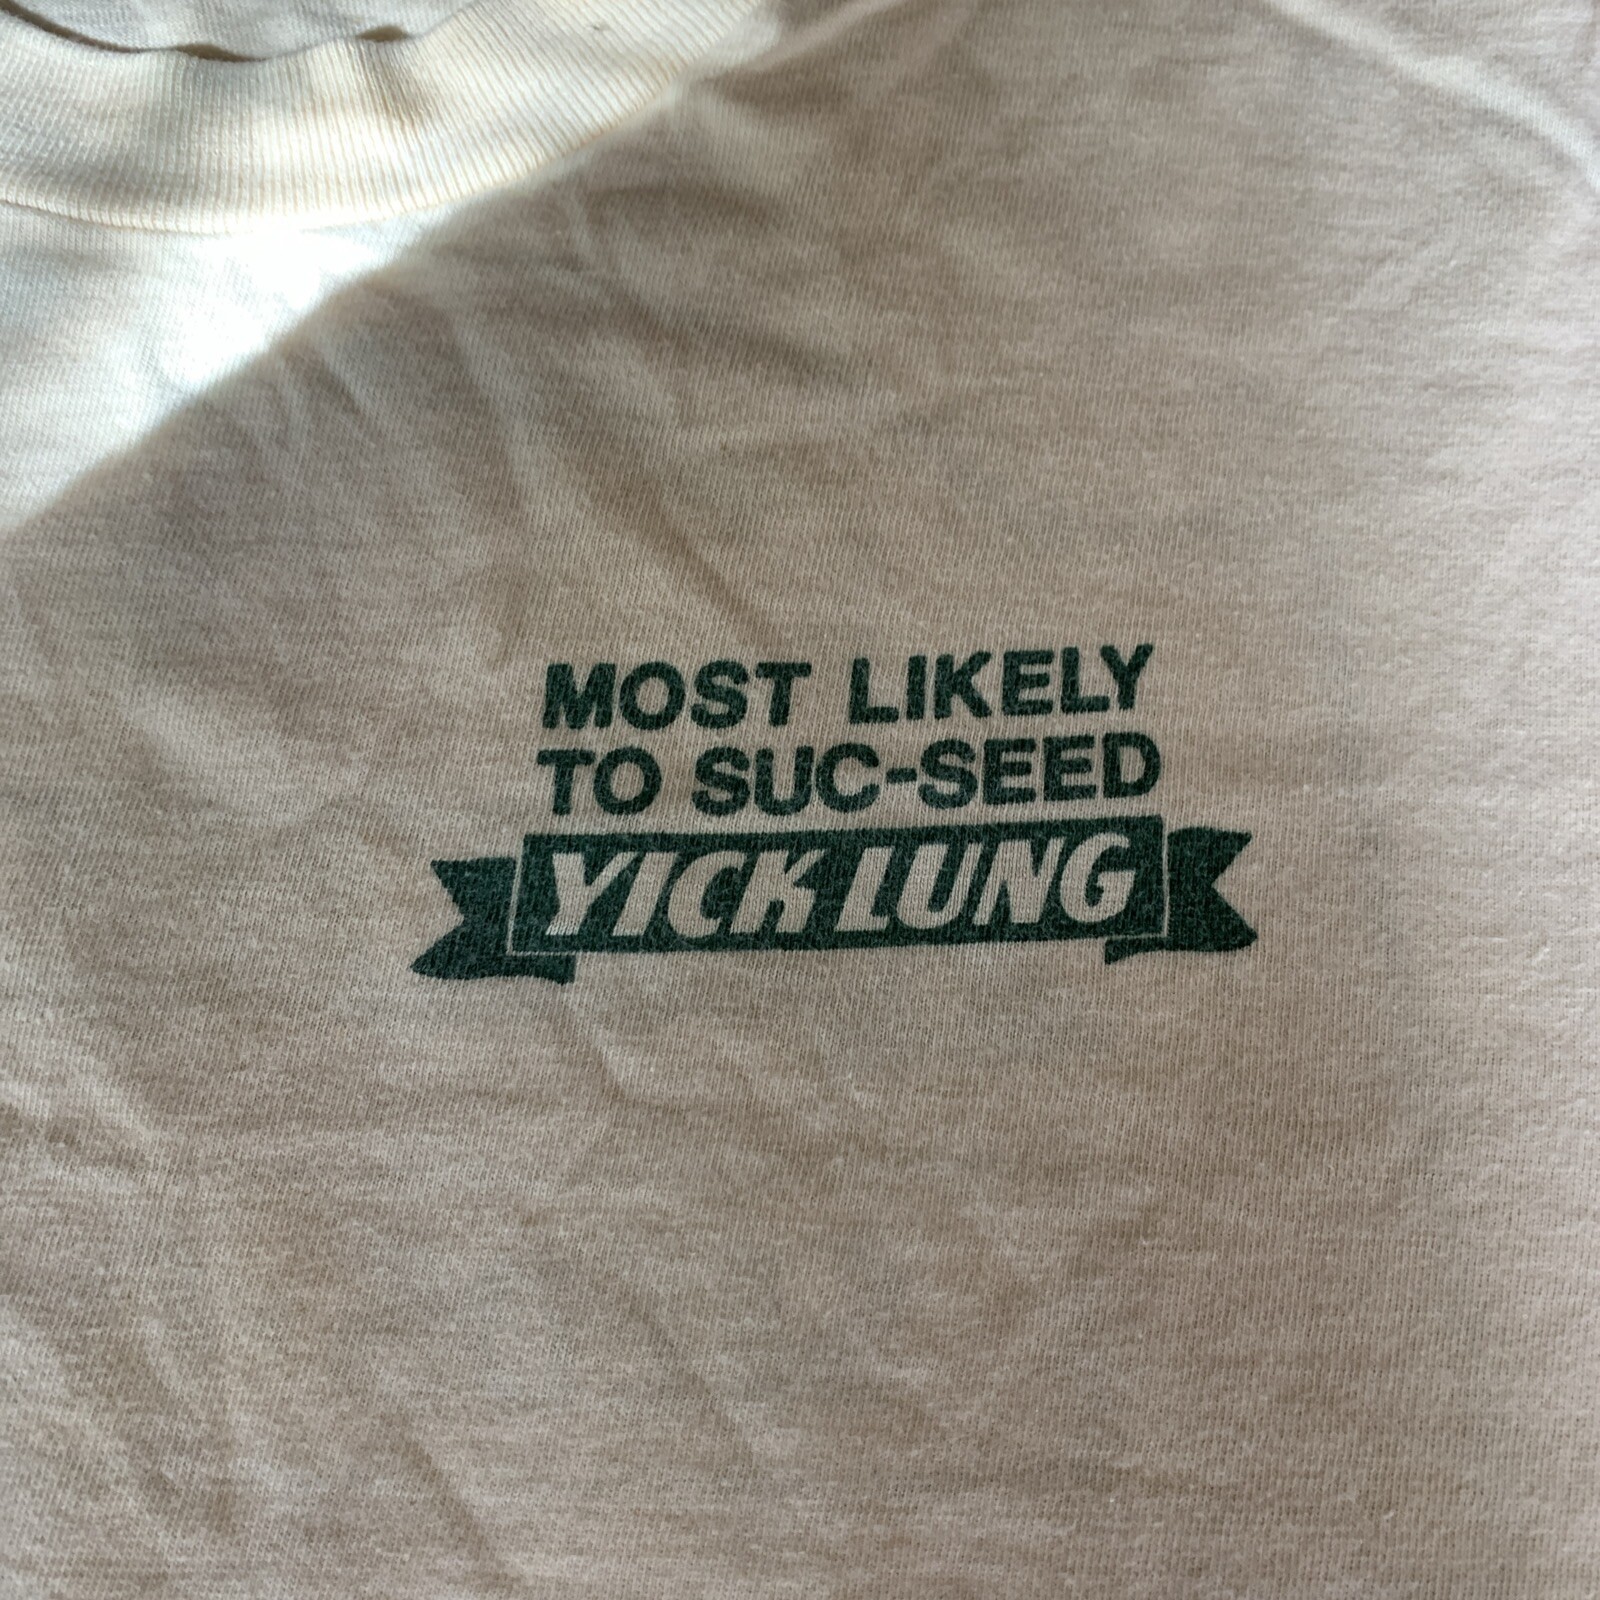 MOST LIKELY
TO SUC-SEED
YICK LUNG